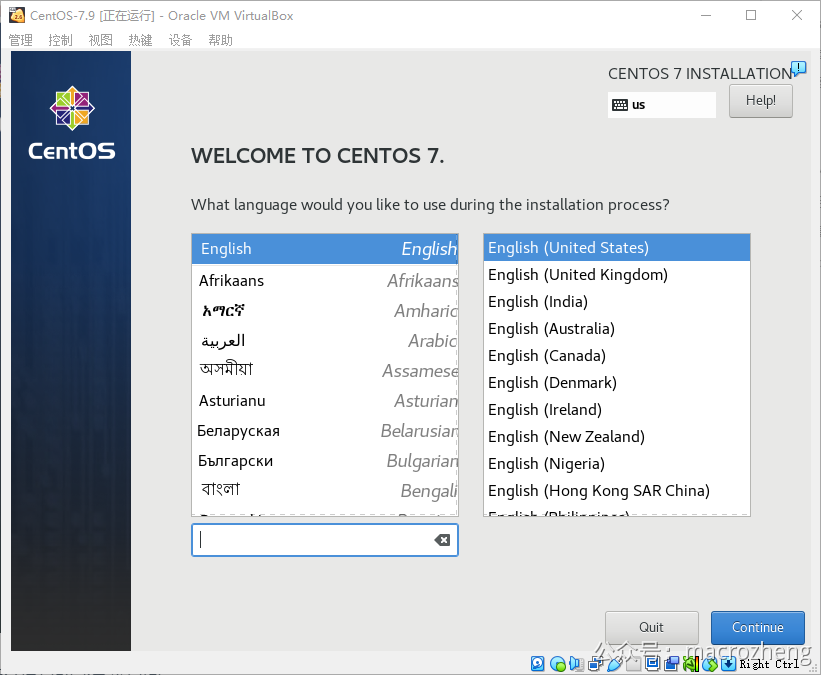 CentOS-7.9 [正在运行] - Oracle VM VirtualBox
管理 控制 视图 热键 设备 帮助
CENTOS 7 INSTALLATION
us
Help!
CentOS
WELCOME TO CENTOS 7.
What language would you like to use during the installation process?
English English
Afrikaans Afrikaans
አማርኛ Amharic
العربية Arabic
অসমীয়া Assamese
Asturianu Asturian
Беларуская Belarusian
Български Bulgarian
বাংলা Bengali
English (United States)
English (United Kingdom)
English (India)
English (Australia)
English (Canada)
English (Denmark)
English (Ireland)
English (New Zealand)
English (Nigeria)
English (Hong Kong SAR China)
English (Philippines)
Quit
Continue
公众号：macrozheng
Right Ctrl